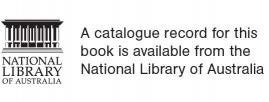 A catalogue record for this
book is available from the
National Library of Australia
NATIONAL
LIBRARY
OF AUSTRALIA